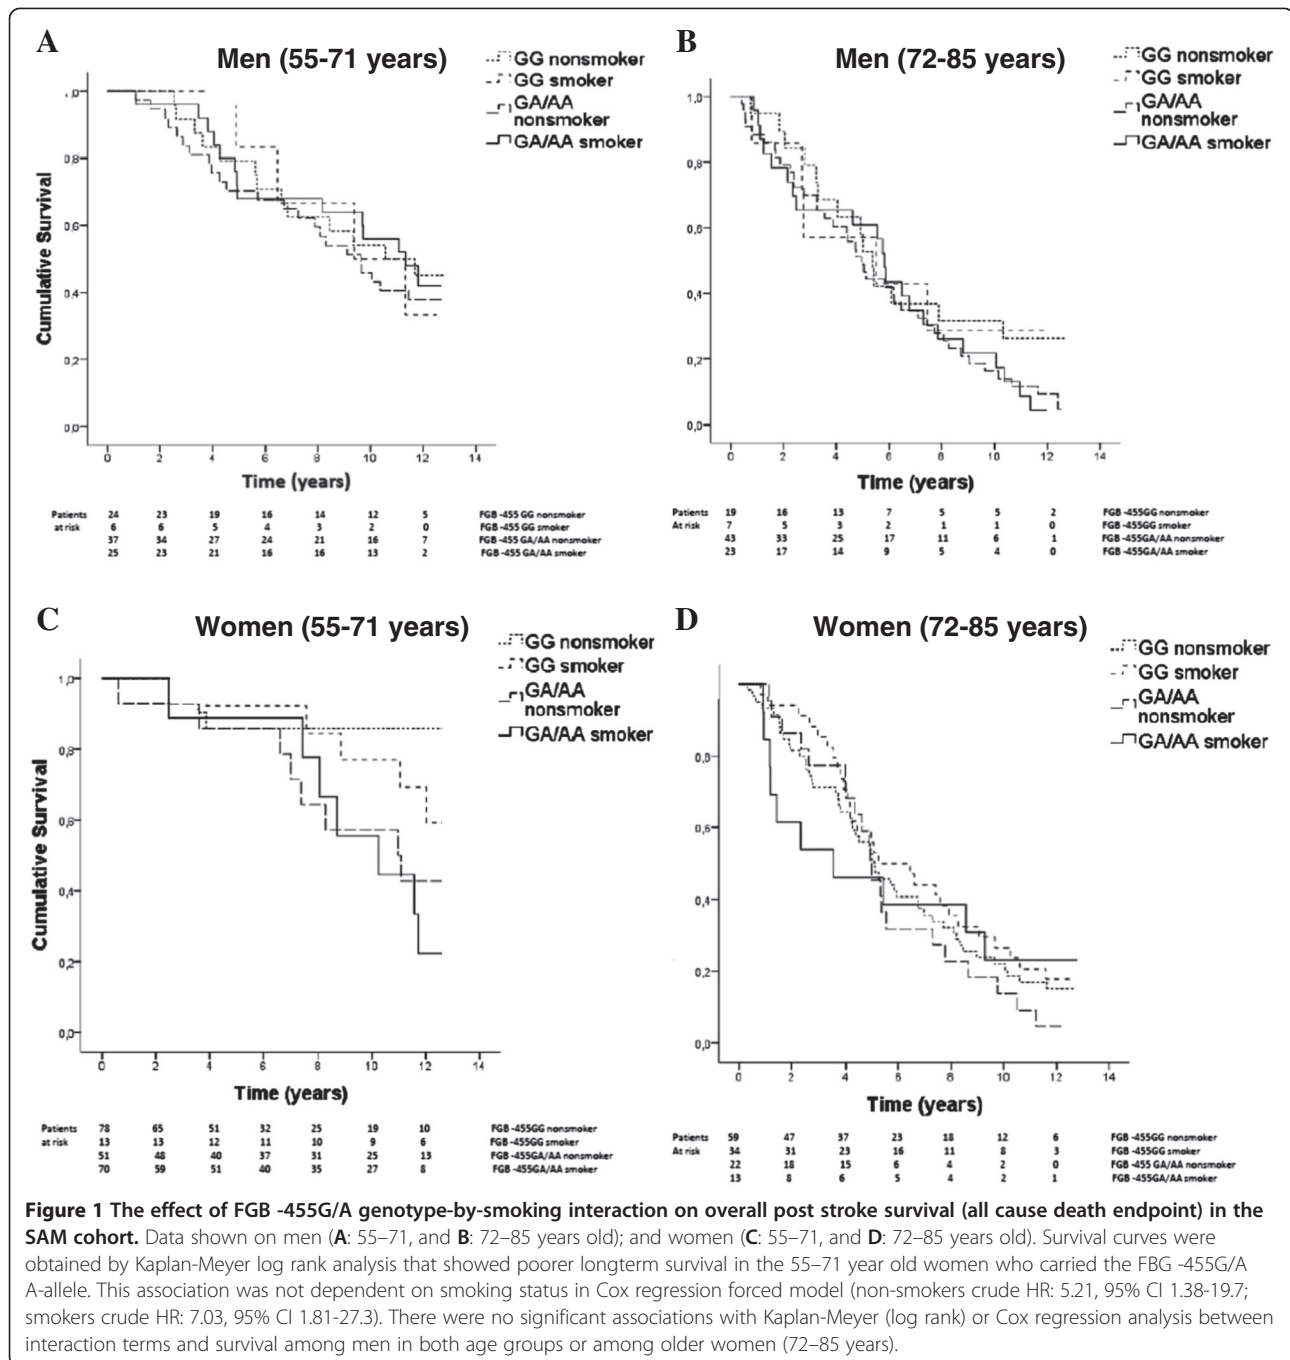 A
Men (55-71 years)
GG nonsmoker
GG smoker
GA/AA
nonsmoker
GA/AA smoker
Cumulative Survival
1,0
0,8
0,6
0,4
0,2
0,0
0 2 4 6 8 10 12 14
Time (years)
Patients 24 23 19 16 14 12 5 FGB -455 GG nonsmoker
at risk 6 6 5 4 3 2 0 FGB -455 GG smoker
37 34 27 24 21 16 7 FGB -455 GA/AA nonsmoker
25 23 21 16 16 13 2 FGB -455 GA/AA smoker
B
Men (72-85 years)
GG nonsmoker
GG smoker
GA/AA
nonsmoker
GA/AA smoker
1,0
0,8
0,6
0,4
0,2
0,0
0 2 4 6 8 10 12 14
Time (years)
Patients 19 16 13 7 5 5 2 FGB -455GG nonsmoker
At risk 7 5 3 2 1 1 0 FGB -455GG smoker
43 33 25 17 11 6 1 FGB -455GA/AA nonsmoker
23 17 14 9 5 4 0 FGB -455GA/AA smoker
C
Women (55-71 years)
GG nonsmoker
GG smoker
GA/AA
nonsmoker
GA/AA smoker
Cumulative Survival
1,0
0,8
0,6
0,4
0,2
0,0
0 2 4 6 8 10 12 14
Time (years)
Patients 78 65 51 32 25 19 10 FGB -455GG nonsmoker
at risk 13 13 12 11 10 9 6 FGB -455GG smoker
51 48 40 37 31 25 13 FGB -455GA/AA nonsmoker
70 59 51 40 35 27 8 FGB -455GA/AA smoker
D
Women (72-85 years)
GG nonsmoker
GG smoker
GA/AA
nonsmoker
GA/AA smoker
0,8
0,6
0,4
0,2
0,0
0 2 4 6 8 10 12 14
Time (years)
Patients 59 47 37 23 18 12 6 FGB -455GG nonsmoker
At risk 34 31 23 16 11 8 3 FGB -455GG smoker
22 18 15 6 4 2 0 FGB -455 GA/AA nonsmoker
13 8 6 5 4 2 1 FGB -455GA/AA smoker
Figure 1 The effect of FGB -455G/A genotype-by-smoking interaction on overall post stroke survival (all cause death endpoint) in the
SAM cohort. Data shown on men (A: 55–71, and B: 72–85 years old); and women (C: 55–71, and D: 72–85 years old). Survival curves were
obtained by Kaplan-Meyer log rank analysis that showed poorer longterm survival in the 55–71 year old women who carried the FBG -455G/A
A-allele. This association was not dependent on smoking status in Cox regression forced model (non-smokers crude HR: 5.21, 95% CI 1.38-19.7;
smokers crude HR: 7.03, 95% CI 1.81-27.3). There were no significant associations with Kaplan-Meyer (log rank) or Cox regression analysis between
interaction terms and survival among men in both age groups or among older women (72–85 years).